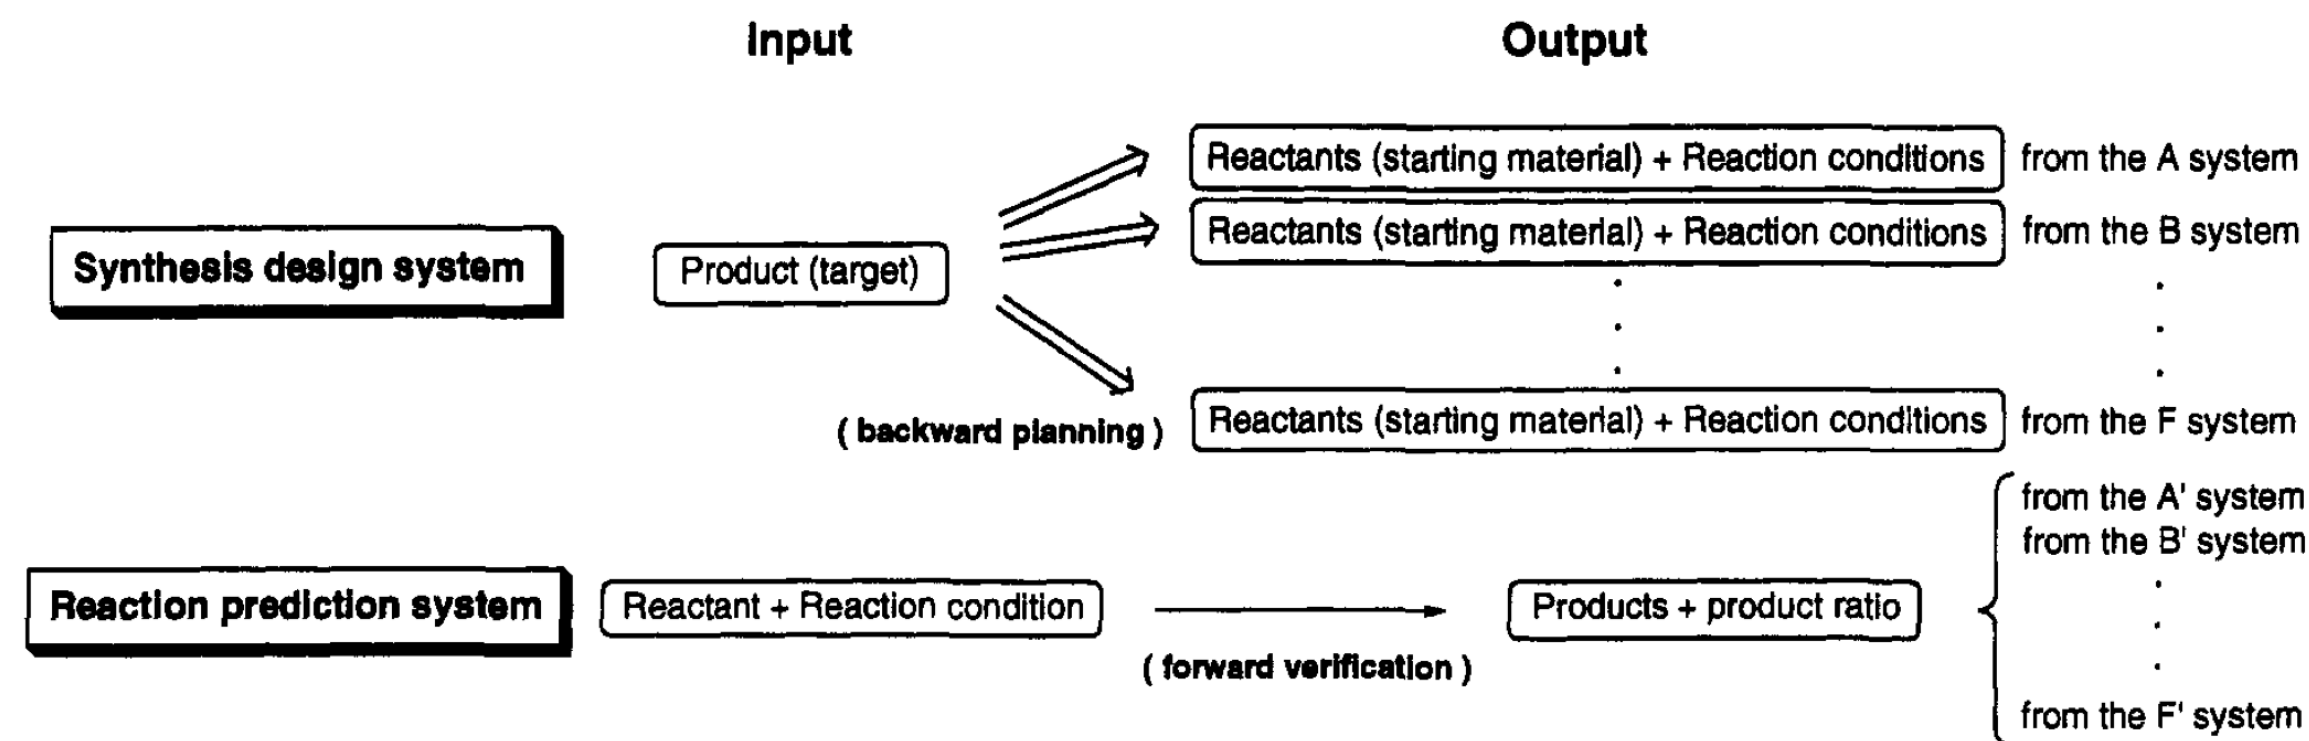 Input Output
Reactants (starting material) + Reaction conditions from the A system
Reactants (starting material) + Reaction conditions from the B system
Synthesis design system Product (target)
. .
. .
. .
( backward planning ) Reactants (starting material) + Reaction conditions from the F system
from the A' system
from the B' system
Reaction prediction system Reactant + Reaction condition Products + product ratio
.
.
.
( forward verification )
from the F' system